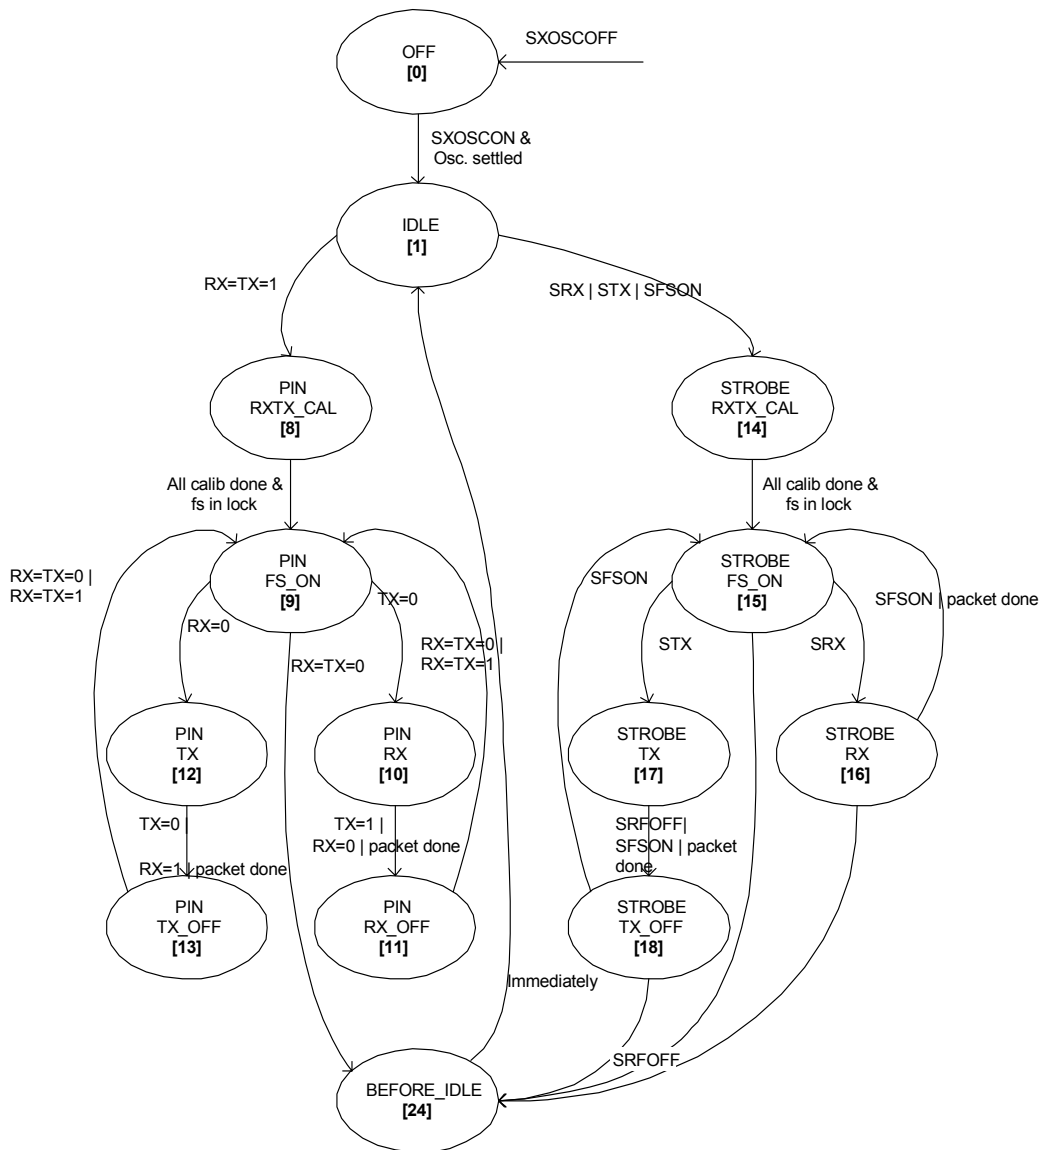 SXOSCOFF
OFF
[0]
SXOSCON &
Osc. settled
IDLE
[1]
RX=TX=1
SRX | STX | SFSON
PIN
RXTX_CAL
[8]
STROBE
RXTX_CAL
[14]
All calib done &
fs in lock
All calib done &
fs in lock
PIN
FS_ON
[9]
STROBE
FS_ON
[15]
RX=TX=0 |
RX=TX=1
RX=0
TX=0
RX=TX=0
RX=TX=0 |
RX=TX=1
SFSON
STX
SRX
SFSON | packet done
PIN
TX
[12]
PIN
RX
[10]
STROBE
TX
[17]
STROBE
RX
[16]
TX=0 |
RX=1 | packet done
TX=1 |
RX=0 | packet done
SRFOFF|
SFSON | packet
done
PIN
TX_OFF
[13]
PIN
RX_OFF
[11]
STROBE
TX_OFF
[18]
Immediately
SRFOFF
BEFORE_IDLE
[24]